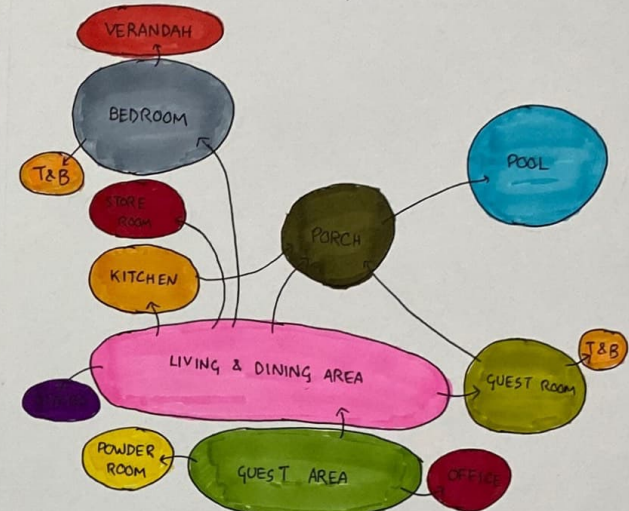 VERANDAH
BEDROOM
T&B
STORE
ROOM
KITCHEN
PORCH
POOL
LIVING & DINING AREA
GUEST ROOM
T&B
POWDER
ROOM
GUEST AREA
OFFICE